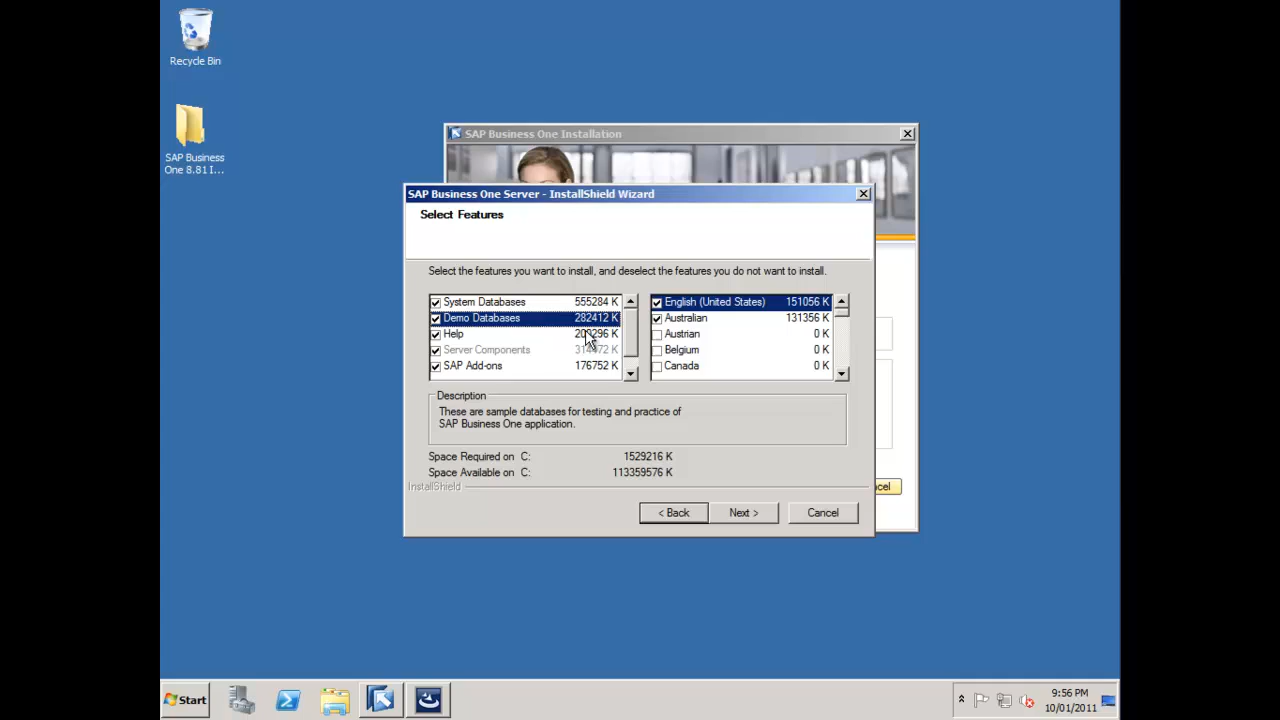 Recycle Bin
SAP Business
One 8.81 I...
SAP Business One Installation
SAP Business One Server - InstallShield Wizard
Select Features
Select the features you want to install, and deselect the features you do not want to install.
System Databases 555284 K
Demo Databases 282412 K
Help
Server Components
SAP Add-ons 176752 K
English (United States) 151056 K
Australian 131356 K
Austrian 0 K
Belgium 0 K
Canada 0 K
Description
These are sample databases for testing and practice of
SAP Business One application.
Space Required on C: 1529216 K
Space Available on C: 113359576 K
InstallShield
< Back
Next >
Cancel
Start
9:56 PM
10/01/2011